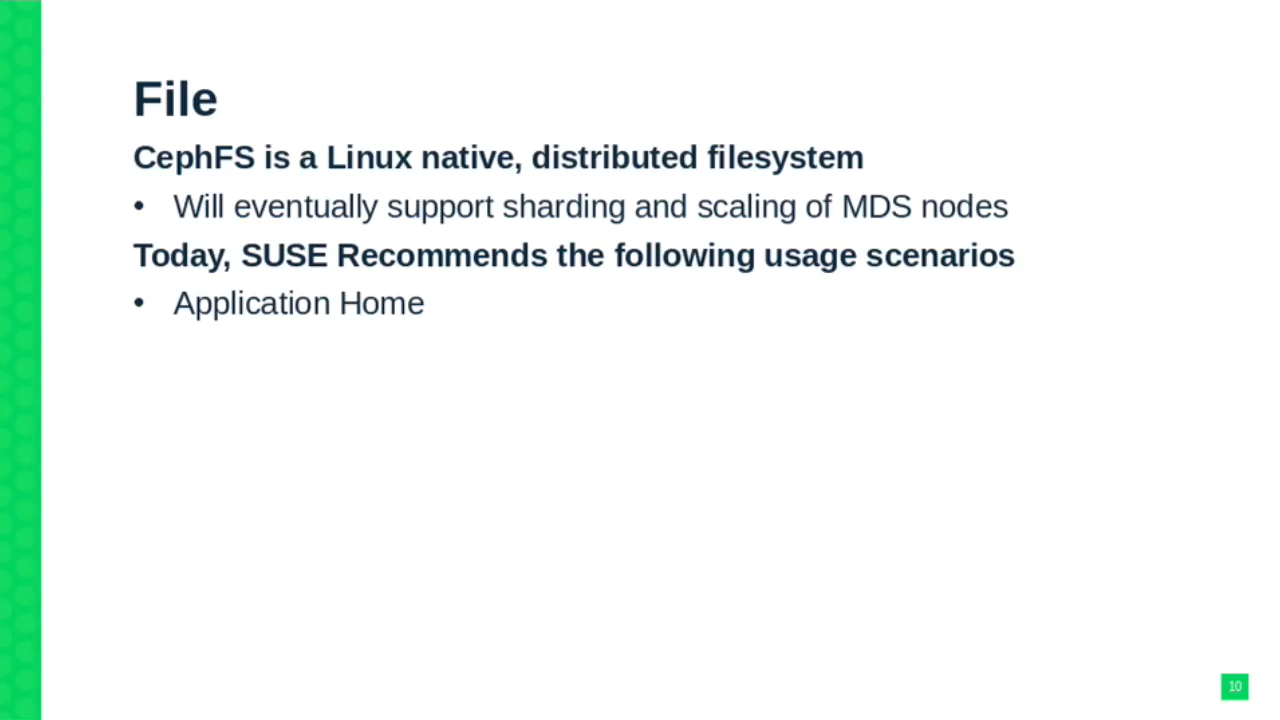 File
CephFS is a Linux native, distributed filesystem
• Will eventually support sharding and scaling of MDS nodes
Today, SUSE Recommends the following usage scenarios
• Application Home
10